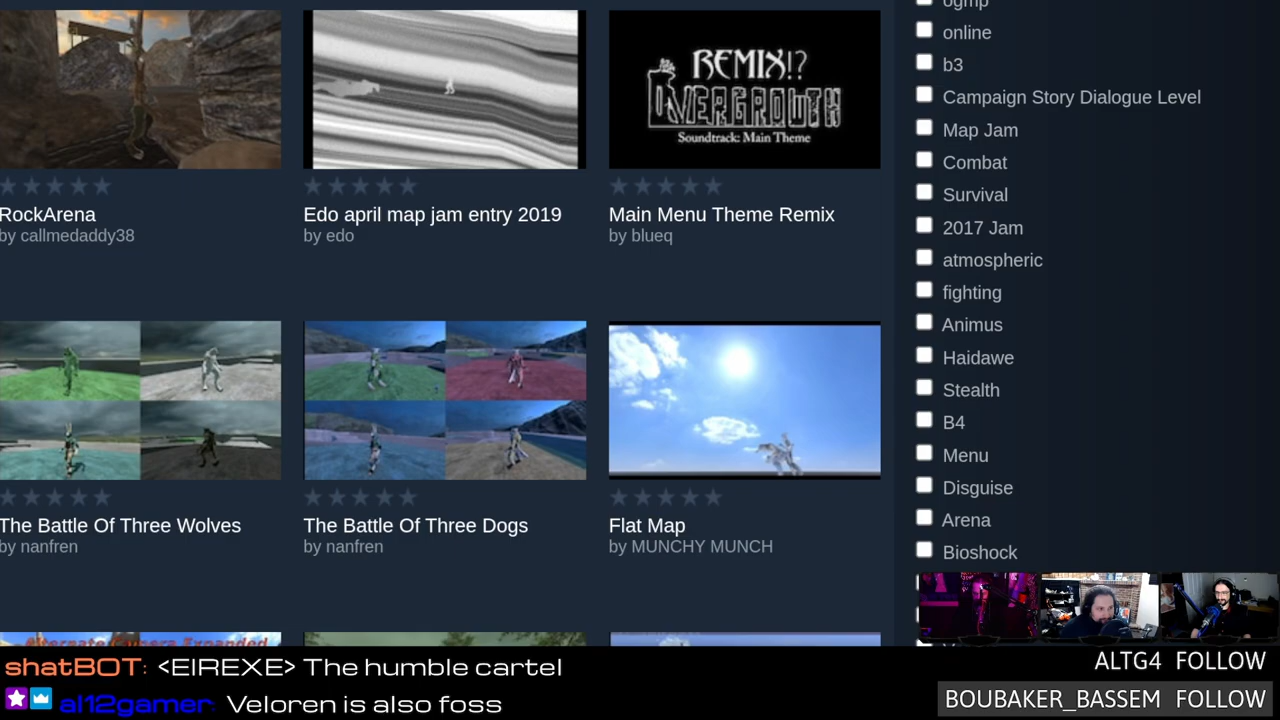 RockArena
by callmedaddy38
Edo april map jam entry 2019
by edo
REMIX!?
OVERGROWTH
Soundtrack: Main Theme
Main Menu Theme Remix
by blueq
The Battle Of Three Wolves
by nanfren
The Battle Of Three Dogs
by nanfren
Flat Map
by MUNCHY MUNCH
Alternate Camera Expanded
ogmp
online
b3
Campaign Story Dialogue Level
Map Jam
Combat
Survival
2017 Jam
atmospheric
fighting
Animus
Haidawe
Stealth
B4
Menu
Disguise
Arena
Bioshock
shatBOT: <EIREXE> The humble cartel
al12gamer: Veloren is also foss
ALTG4 FOLLOW
BOUBAKER_BASSEM FOLLOW